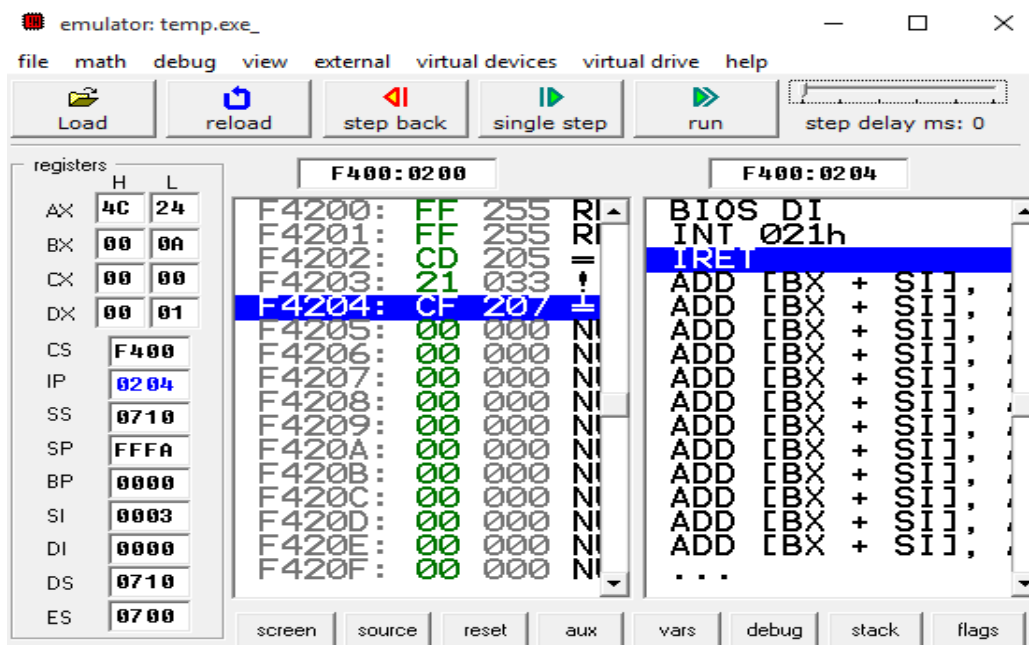 emulator: temp.exe_
file math debug view external virtual devices virtual drive help
Load reload step back single step run step delay ms: 0
registers
H L
AX 4C 24
BX 00 0A
CX 00 00
DX 00 01
CS F400
IP 0204
SS 0710
SP FFFA
BP 0000
SI 0003
DI 0000
DS 0710
ES 0700
F400:0200
F4200: FF 255
F4201: FF 255
F4202: CD 205 =
F4203: 21 033 !
F4204: CF 207 ╧
F4205: 00 000
F4206: 00 000
F4207: 00 000
F4208: 00 000
F4209: 00 000
F420A: 00 000
F420B: 00 000
F420C: 00 000
F420D: 00 000
F420E: 00 000
F420F: 00 000
F400:0204
BIOS DI
INT 021h
IRET
ADD [BX + SI],
ADD [BX + SI],
ADD [BX + SI],
ADD [BX + SI],
ADD [BX + SI],
ADD [BX + SI],
ADD [BX + SI],
ADD [BX + SI],
ADD [BX + SI],
ADD [BX + SI],
ADD [BX + SI],
ADD [BX + SI],
...
screen source reset aux vars debug stack flags